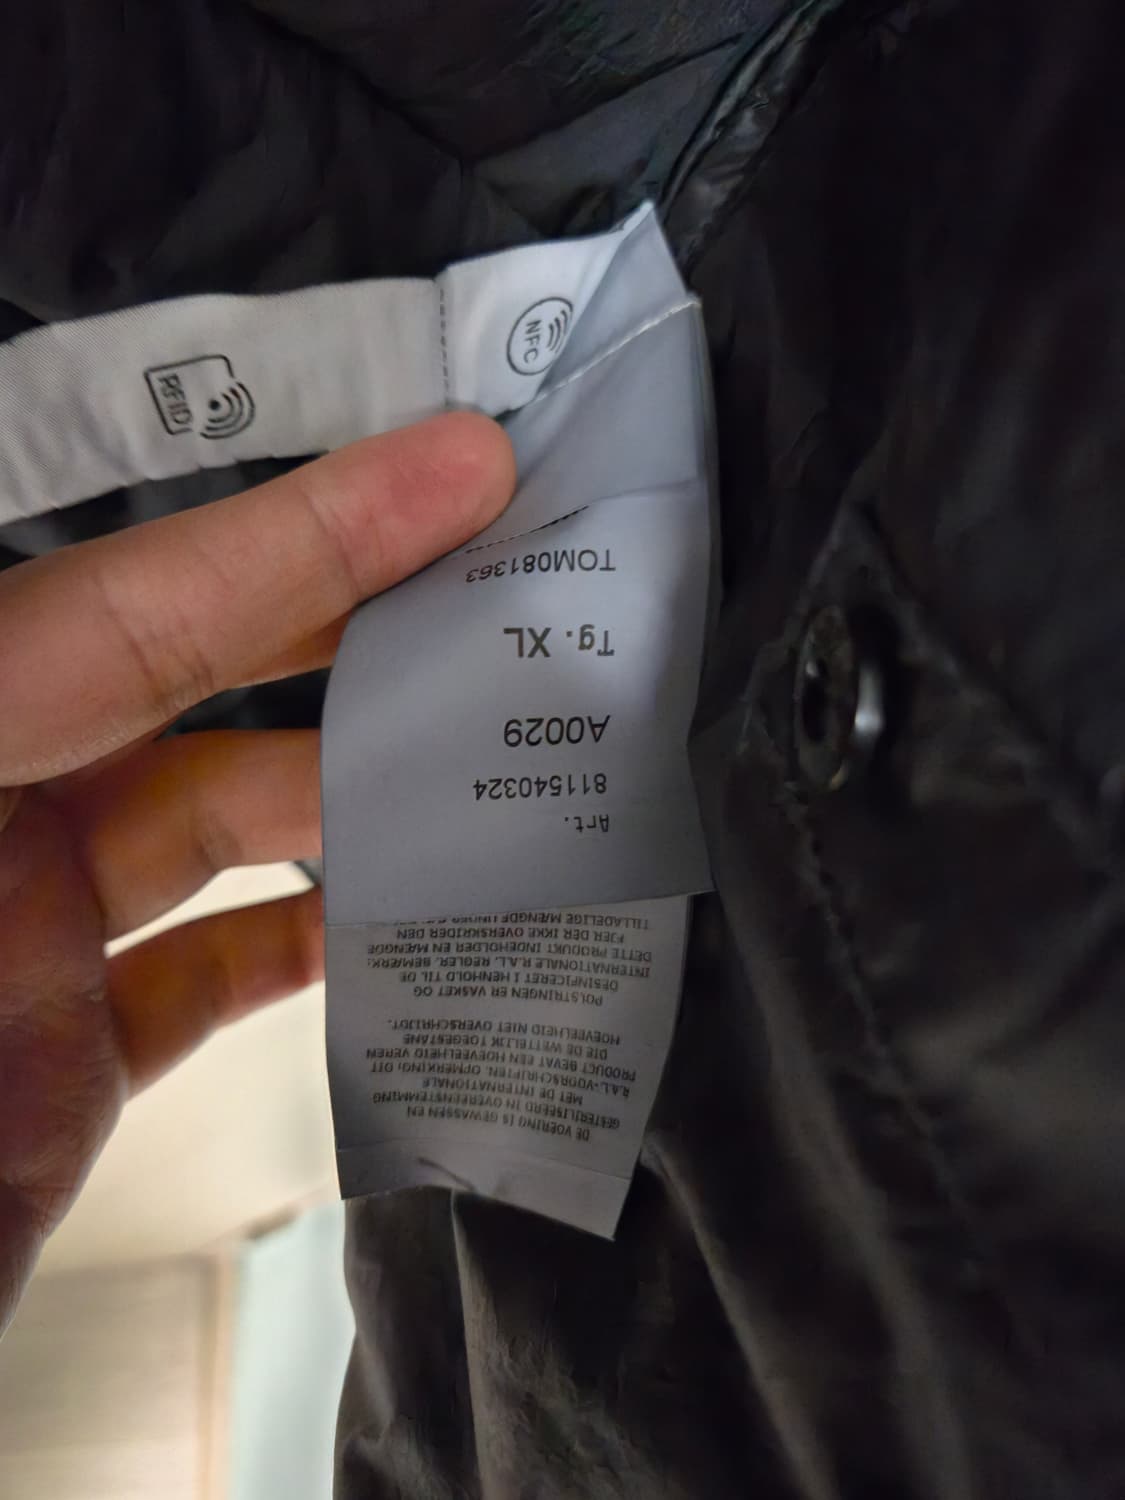 RFID
NFC
DE VOERING IS GEWASSEN EN
GESTERILISEERD IN OVEREENSTEMMING
MET DE INTERNATIONALE
R.A.L.-VOORSCHRIFTEN. OPMERKING: DIT
PRODUCT BEVAT EEN HOEVEELHEID VEREN
DIE DE WETTELIJK TOEGESTANE
HOEVEELHEID NIET OVERSCHRIJDT.
POLSTRINGEN ER VASKET OG
DESINFICERET I HENHOLD TIL DE
INTERNATIONALE R.A.L. REGLER. BEMÆRK:
DETTE PRODUKT INDEHOLDER EN MÆNGDE
FJER DER IKKE OVERSKRIDER DEN
TILLADELIGE MÆNGDE UNDER
Art.
811540324
A0029
Tg. XL
TOM081363